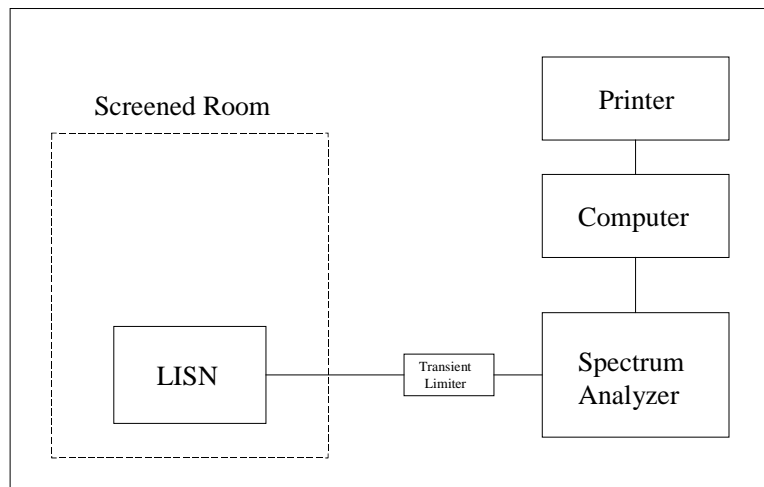 Screened Room
Printer
Computer
LISN
Transient
Limiter
Spectrum
Analyzer